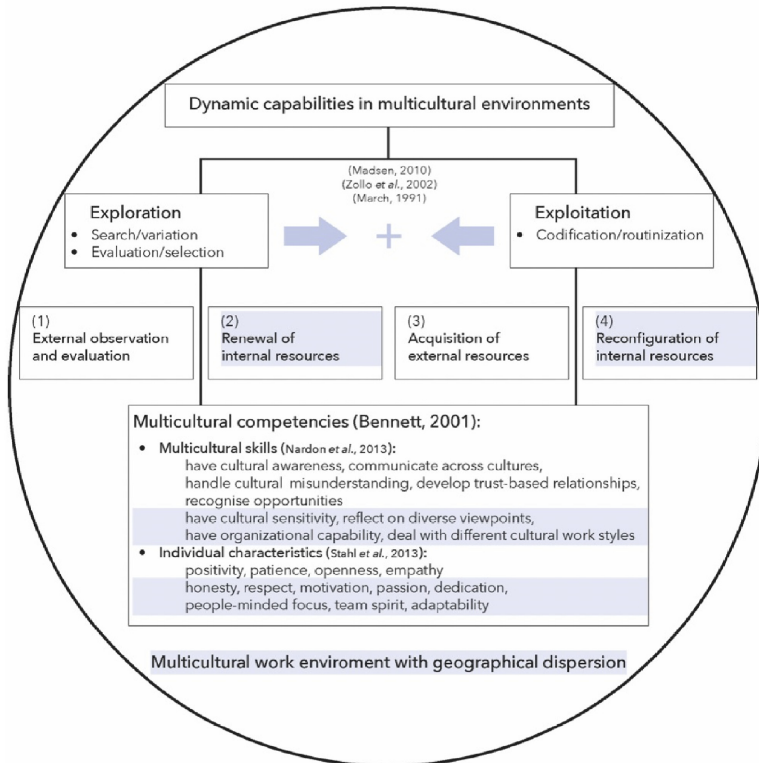 Dynamic capabilities in multicultural environments
(Madsen, 2010)
(Zollo et al., 2002)
(March, 1991)
Exploration
• Search/variation
• Evaluation/selection
+
Exploitation
• Codification/routinization
(1)
External observation
and evaluation
(2)
Renewal of
internal resources
(3)
Acquisition of
external resources
(4)
Reconfiguration of
internal resources
Multicultural competencies (Bennett, 2001):
• Multicultural skills (Nardon et al., 2013):
have cultural awareness, communicate across cultures,
handle cultural misunderstanding, develop trust-based relationships,
recognise opportunities
have cultural sensitivity, reflect on diverse viewpoints,
have organizational capability, deal with different cultural work styles
• Individual characteristics (Stahl et al., 2013):
positivity, patience, openness, empathy
honesty, respect, motivation, passion, dedication,
people-minded focus, team spirit, adaptability
Multicultural work enviroment with geographical dispersion